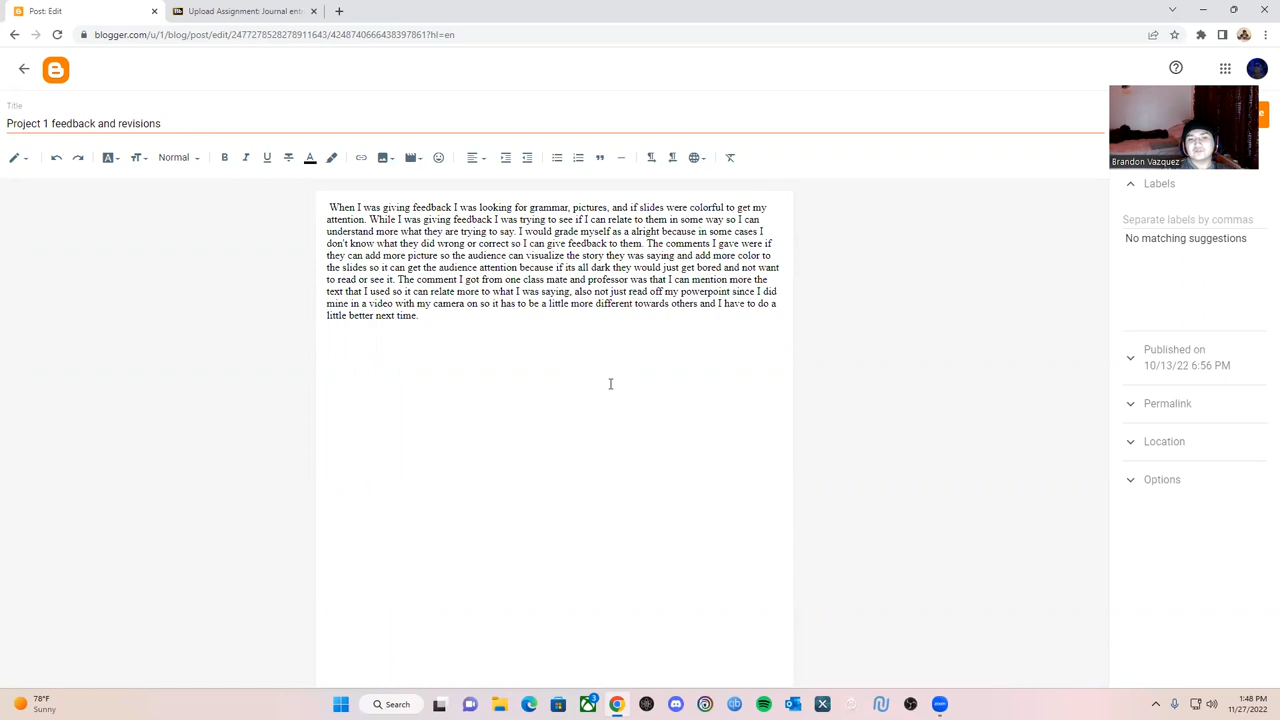 Post: Edit
Upload Assignment: Journal ent
blogger.com/u/1/blog/post/edit/2477278528278911643/4248740666438397861?hl=en
Title
Project 1 feedback and revisions
Normal
Brandon Vazquez
When I was giving feedback I was looking for grammar, pictures, and if slides were colorful to get my
attention. While I was giving feedback I was trying to see if I can relate to them in some way so I can
understand more what they are trying to say. I would grade myself as a alright because in some cases I
don't know what they did wrong or correct so I can give feedback to them. The comments I gave were if
they can add more picture so the audience can visualize the story they was saying and add more color to
the slides so it can get the audience attention because if its all dark they would just get bored and not want
to read or see it. The comment I got from one class mate and professor was that I can mention more the
text that I used so it can relate more to what I was saying, also not just read off my powerpoint since I did
mine in a video with my camera on so it has to be a little more different towards others and I have to do a
little better next time.
Labels
Separate labels by commas
No matching suggestions
Published on
10/13/22 6:56 PM
Permalink
Location
Options
78°F
Sunny
Search
3
1:48 PM
11/27/2022